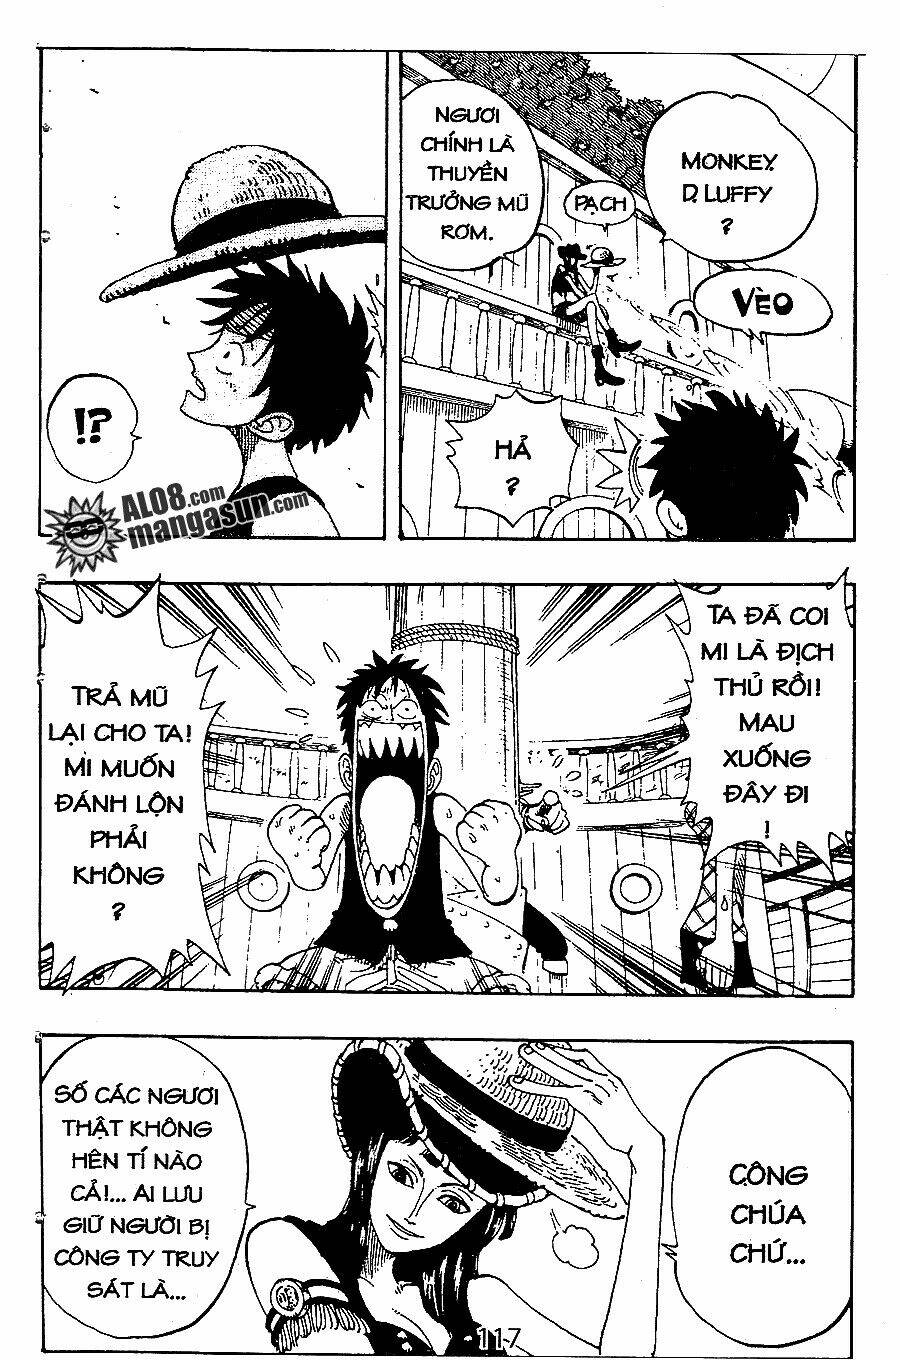 NGƯƠI
CHÍNH LÀ
THUYỀN
TRƯỞNG MŨ
RƠM.
MONKEY.
D. LUFFY
?
PẠCH
VÈO
HẢ
?
!?
AL08.com
mangasun.com
TRẢ MŨ
LẠI CHO TA!
MI MUỐN
ĐÁNH LỘN
PHẢI
KHÔNG
?
TA ĐÃ COI
MI LÀ ĐỊCH
THỦ RỒI!
MAU
XUỐNG
ĐÂY ĐI
!
SỐ CÁC NGƯƠI
THẬT KHÔNG
HÊN TÍ NÀO
CẢ!... AI LƯU
GIỮ NGƯỜI BỊ
CÔNG TY TRUY
SÁT LÀ...
CÔNG
CHÚA
CHỨ...
117